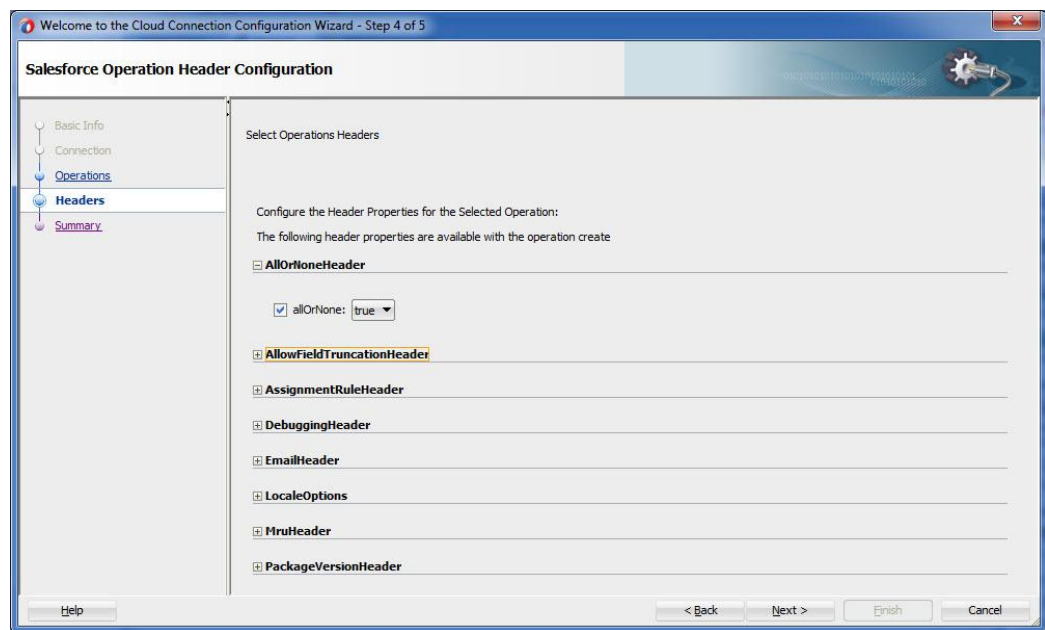 Welcome to the Cloud Connection Configuration Wizard - Step 4 of 5
Salesforce Operation Header Configuration
Basic Info
Connection
Operations
Headers
Summary
Select Operations Headers
Configure the Header Properties for the Selected Operation:
The following header properties are available with the operation create
AllOrNoneHeader
allOrNone: true
AllowFieldTruncationHeader
AssignmentRuleHeader
DebuggingHeader
EmailHeader
LocaleOptions
MruHeader
PackageVersionHeader
Help < Back Next > Finish Cancel